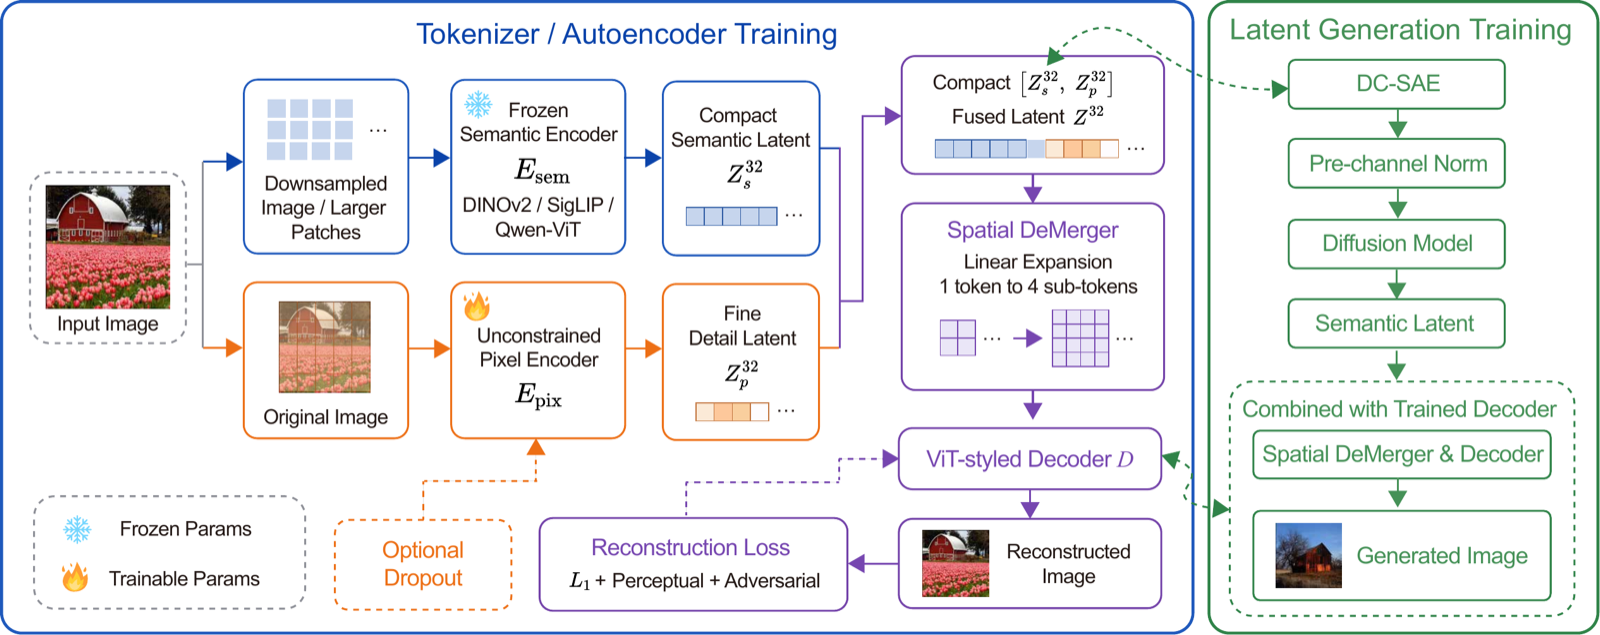 Tokenizer / Autoencoder Training
Input Image
...
Downsampled
Image / Larger
Patches
Frozen
Semantic Encoder
E_sem
DINOv2 / SigLIP /
Qwen-ViT
Compact
Semantic Latent
Z_s^32
...
Original Image
Unconstrained
Pixel Encoder
E_pix
Fine
Detail Latent
Z_p^32
...
Compact [Z_s^32, Z_p^32]
Fused Latent Z^32
...
Spatial DeMerger
Linear Expansion
1 token to 4 sub-tokens
... ...
ViT-styled Decoder D
Reconstructed
Image
Reconstruction Loss
L_1 + Perceptual + Adversarial
Optional
Dropout
Frozen Params
Trainable Params
Latent Generation Training
DC-SAE
Pre-channel Norm
Diffusion Model
Semantic Latent
Combined with Trained Decoder
Spatial DeMerger & Decoder
Generated Image